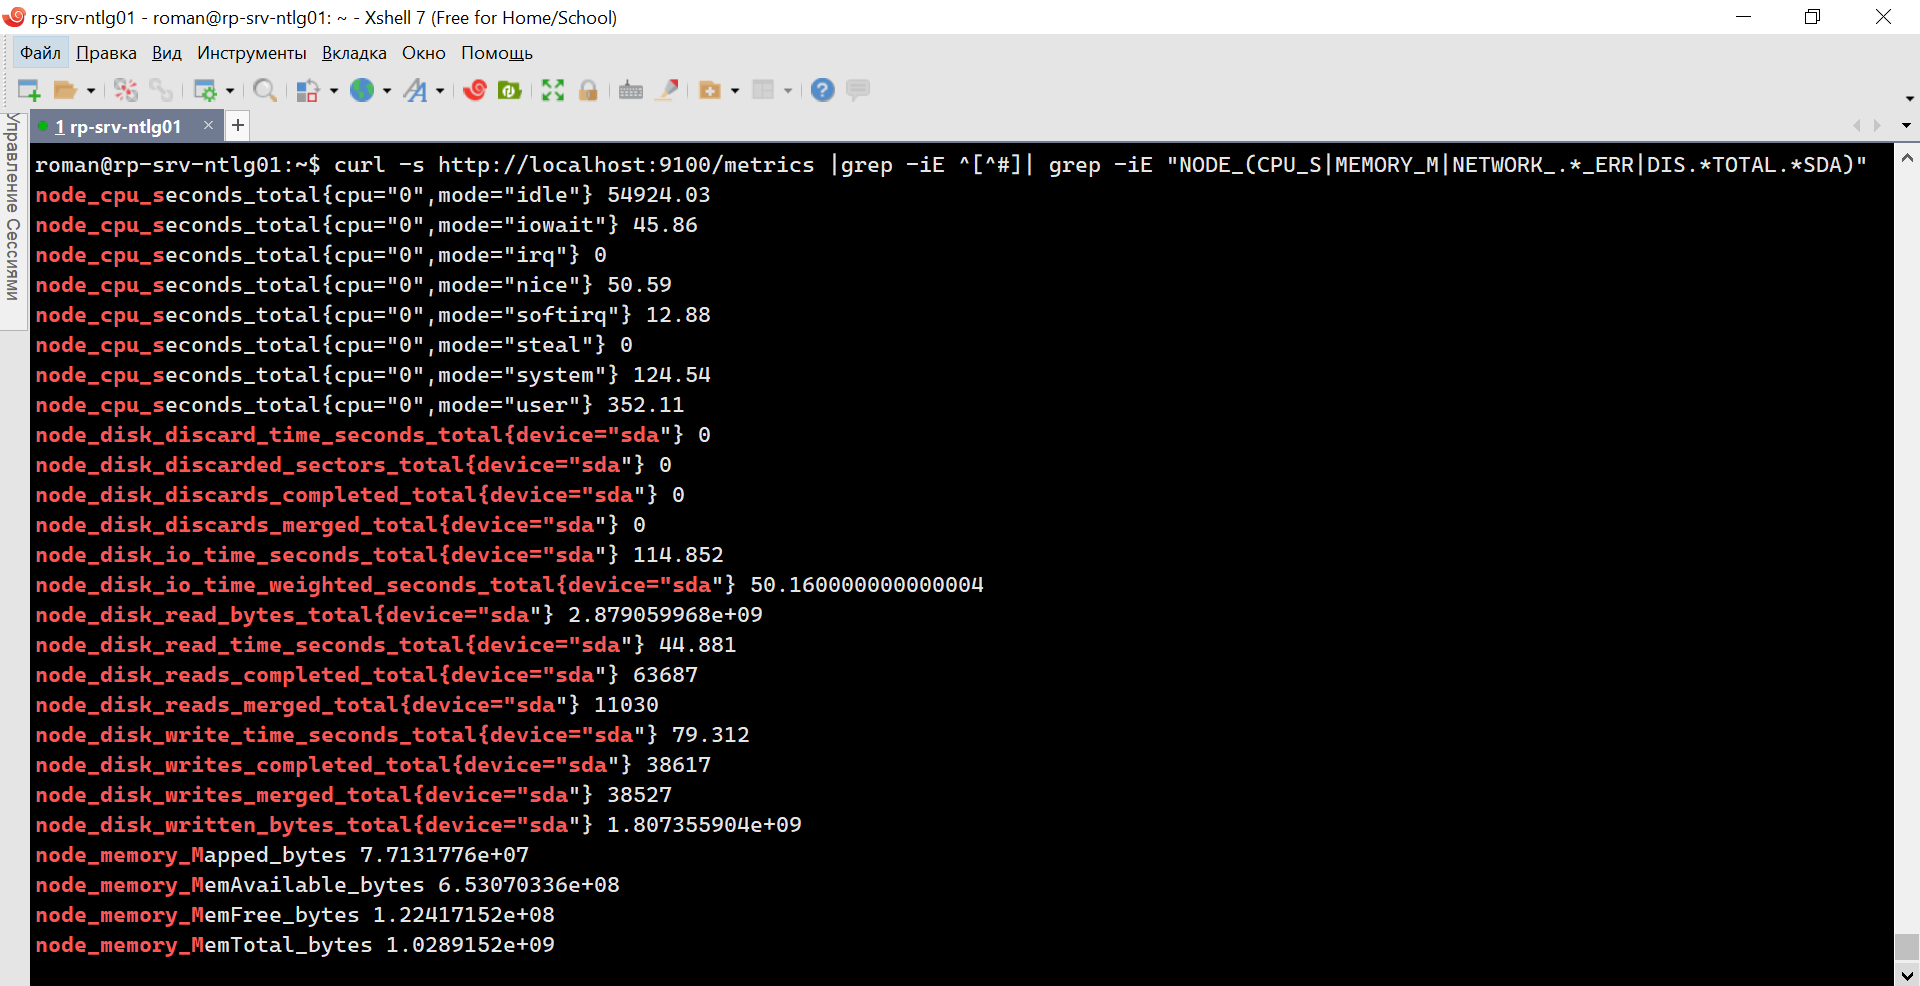 rp-srv-ntlg01 - roman@rp-srv-ntlg01: ~ - Xshell 7 (Free for Home/School)
Файл Правка Вид Инструменты Вкладка Окно Помощь
1 rp-srv-ntlg01 × +
Управление Сессиями
roman@rp-srv-ntlg01:~$ curl -s http://localhost:9100/metrics |grep -iE ^[^#]| grep -iE "NODE_(CPU_S|MEMORY_M|NETWORK_.*_ERR|DIS.*TOTAL.*SDA)"
node_cpu_seconds_total{cpu="0",mode="idle"} 54924.03
node_cpu_seconds_total{cpu="0",mode="iowait"} 45.86
node_cpu_seconds_total{cpu="0",mode="irq"} 0
node_cpu_seconds_total{cpu="0",mode="nice"} 50.59
node_cpu_seconds_total{cpu="0",mode="softirq"} 12.88
node_cpu_seconds_total{cpu="0",mode="steal"} 0
node_cpu_seconds_total{cpu="0",mode="system"} 124.54
node_cpu_seconds_total{cpu="0",mode="user"} 352.11
node_disk_discard_time_seconds_total{device="sda"} 0
node_disk_discarded_sectors_total{device="sda"} 0
node_disk_discards_completed_total{device="sda"} 0
node_disk_discards_merged_total{device="sda"} 0
node_disk_io_time_seconds_total{device="sda"} 114.852
node_disk_io_time_weighted_seconds_total{device="sda"} 50.160000000000004
node_disk_read_bytes_total{device="sda"} 2.879059968e+09
node_disk_read_time_seconds_total{device="sda"} 44.881
node_disk_reads_completed_total{device="sda"} 63687
node_disk_reads_merged_total{device="sda"} 11030
node_disk_write_time_seconds_total{device="sda"} 79.312
node_disk_writes_completed_total{device="sda"} 38617
node_disk_writes_merged_total{device="sda"} 38527
node_disk_written_bytes_total{device="sda"} 1.807355904e+09
node_memory_Mapped_bytes 7.7131776e+07
node_memory_MemAvailable_bytes 6.53070336e+08
node_memory_MemFree_bytes 1.22417152e+08
node_memory_MemTotal_bytes 1.0289152e+09